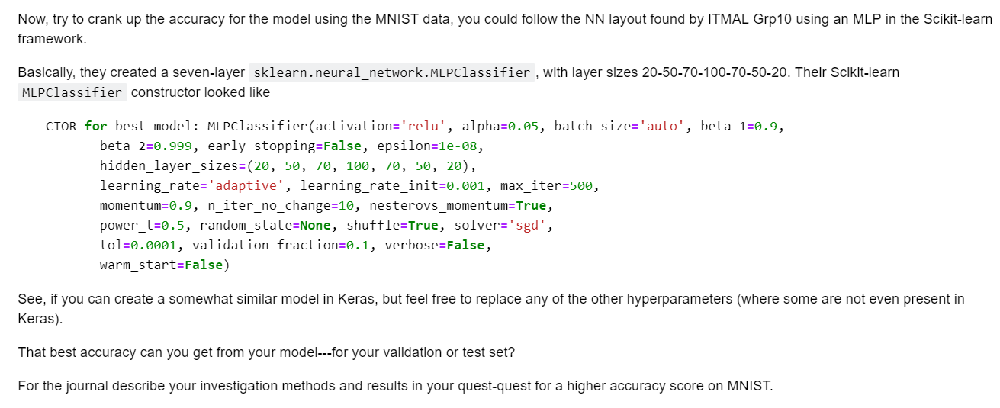 Now, try to crank up the accuracy for the model using the MNIST data, you could follow the NN layout found by ITMAL Grp10 using an MLP in the Scikit-learn
framework.
Basically, they created a seven-layer sklearn.neural_network.MLPClassifier , with layer sizes 20-50-70-100-70-50-20. Their Scikit-learn
MLPClassifier constructor looked like
CTOR for best model: MLPClassifier(activation='relu', alpha=0.05, batch_size='auto', beta_1=0.9,
beta_2=0.999, early_stopping=False, epsilon=1e-08,
hidden_layer_sizes=(20, 50, 70, 100, 70, 50, 20),
learning_rate='adaptive', learning_rate_init=0.001, max_iter=500,
momentum=0.9, n_iter_no_change=10, nesterovs_momentum=True,
power_t=0.5, random_state=None, shuffle=True, solver='sgd',
tol=0.0001, validation_fraction=0.1, verbose=False,
warm_start=False)
See, if you can create a somewhat similar model in Keras, but feel free to replace any of the other hyperparameters (where some are not even present in
Keras).
That best accuracy can you get from your model---for your validation or test set?
For the journal describe your investigation methods and results in your quest-quest for a higher accuracy score on MNIST.